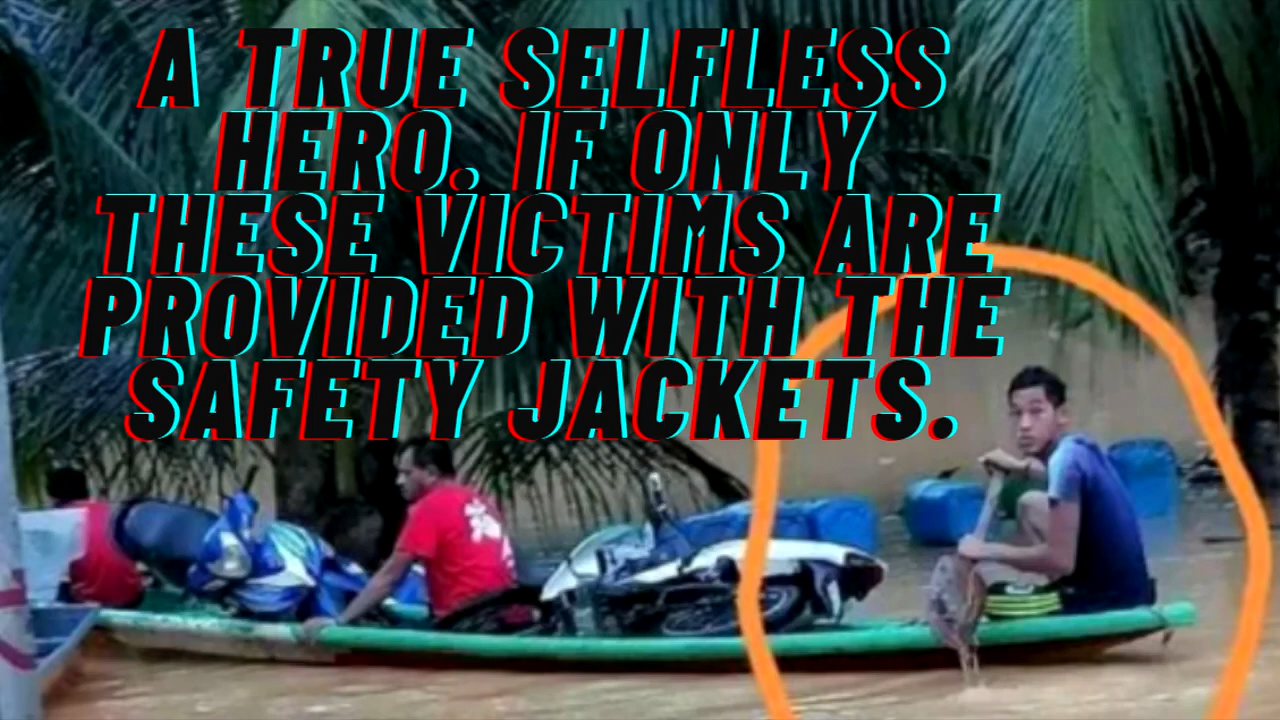 A TRUE SELFLESS
HERO. IF ONLY
THESE VICTIMS ARE
PROVIDED WITH THE
SAFETY JACKETS.